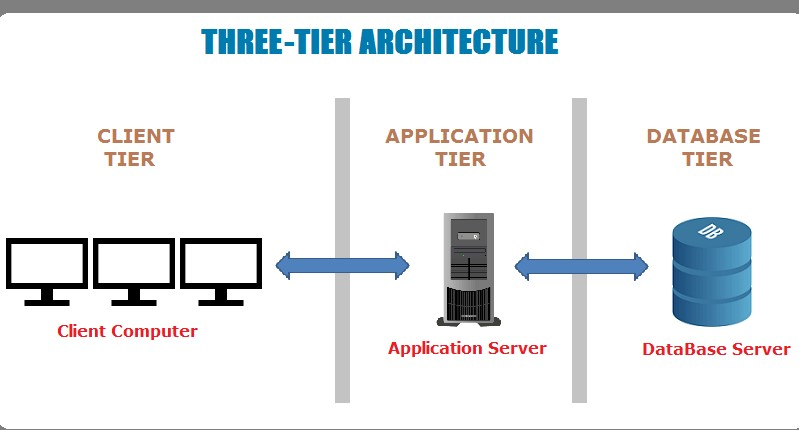 THREE-TIER ARCHITECTURE
CLIENT
TIER
APPLICATION
TIER
DATABASE
TIER
DB
Client Computer
Application Server
DataBase Server